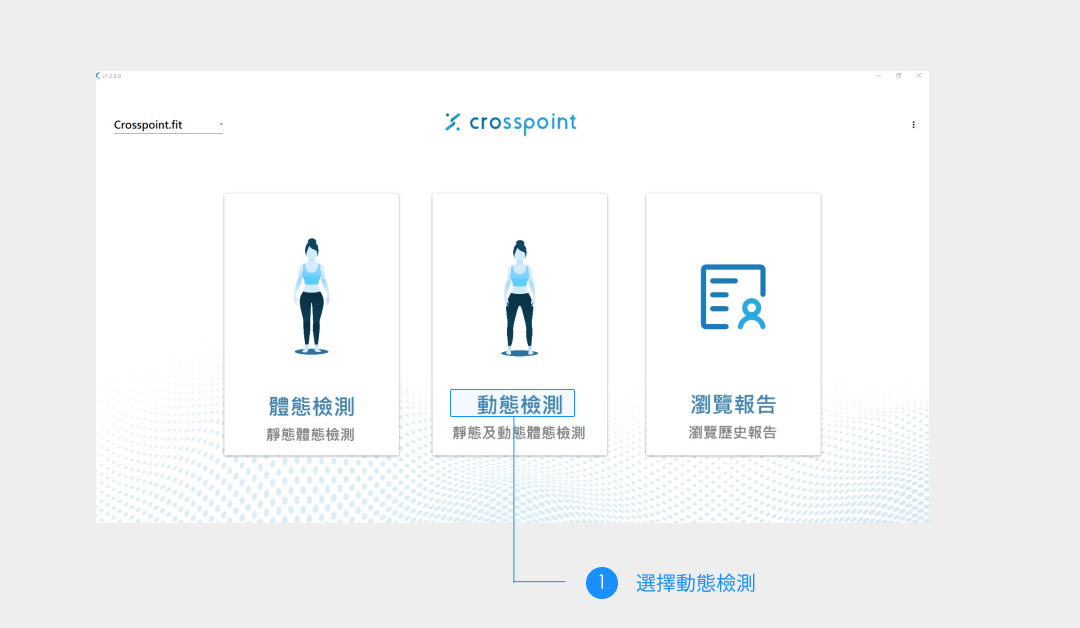 v1.2.6.0
Crosspoint.fit
crosspoint
體態檢測
靜態體態檢測
動態檢測
靜態及動態體態檢測
瀏覽報告
瀏覽歷史報告
1 選擇動態檢測